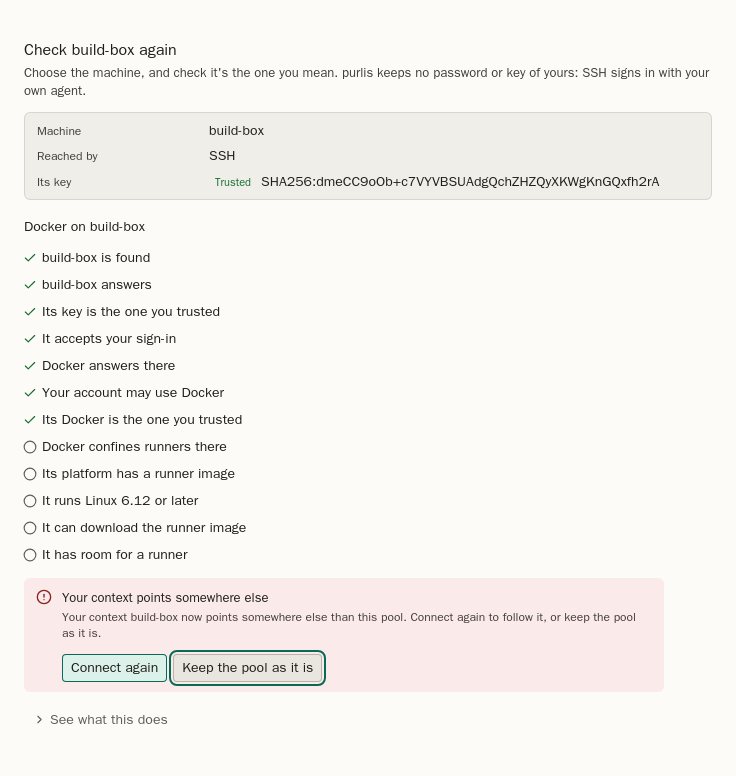 Check build-box again
Choose the machine, and check it's the one you mean. purlis keeps no password or key of yours: SSH signs in with your
own agent.
Machine build-box
Reached by SSH
Its key Trusted SHA256:dmeCC9oOb+c7VYVBSUAdgQchZHZQyXKWgKnGQxfh2rA
Docker on build-box
build-box is found
build-box answers
Its key is the one you trusted
It accepts your sign-in
Docker answers there
Your account may use Docker
Its Docker is the one you trusted
Docker confines runners there
Its platform has a runner image
It runs Linux 6.12 or later
It can download the runner image
It has room for a runner
Your context points somewhere else
Your context build-box now points somewhere else than this pool. Connect again to follow it, or keep the pool
as it is.
Connect again Keep the pool as it is
See what this does